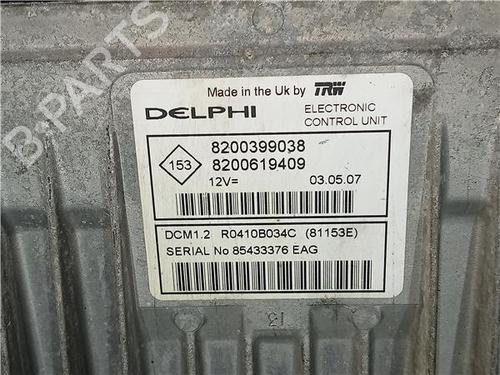 Made in the Uk by TRW
DELPHI ELECTRONIC
CONTROL UNIT
153
8200399038
8200619409
12V= 03.05.07
DCM1.2 R0410B034C (81153E)
SERIAL No 85433376 EAG
B-PARTS